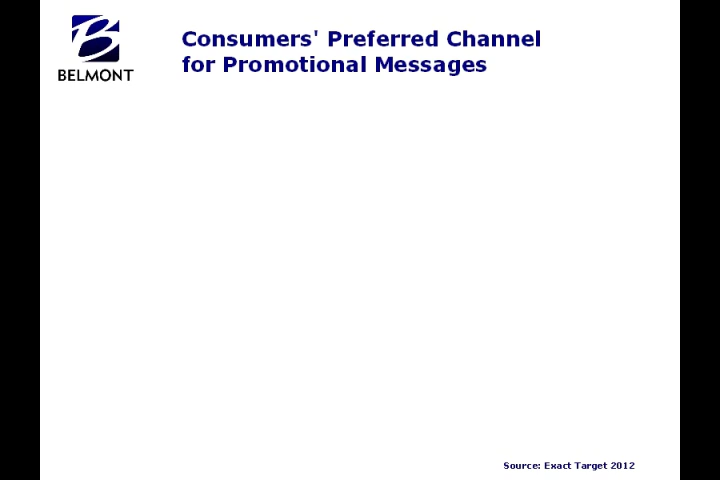 BELMONT
Consumers' Preferred Channel
for Promotional Messages
Source: Exact Target 2012